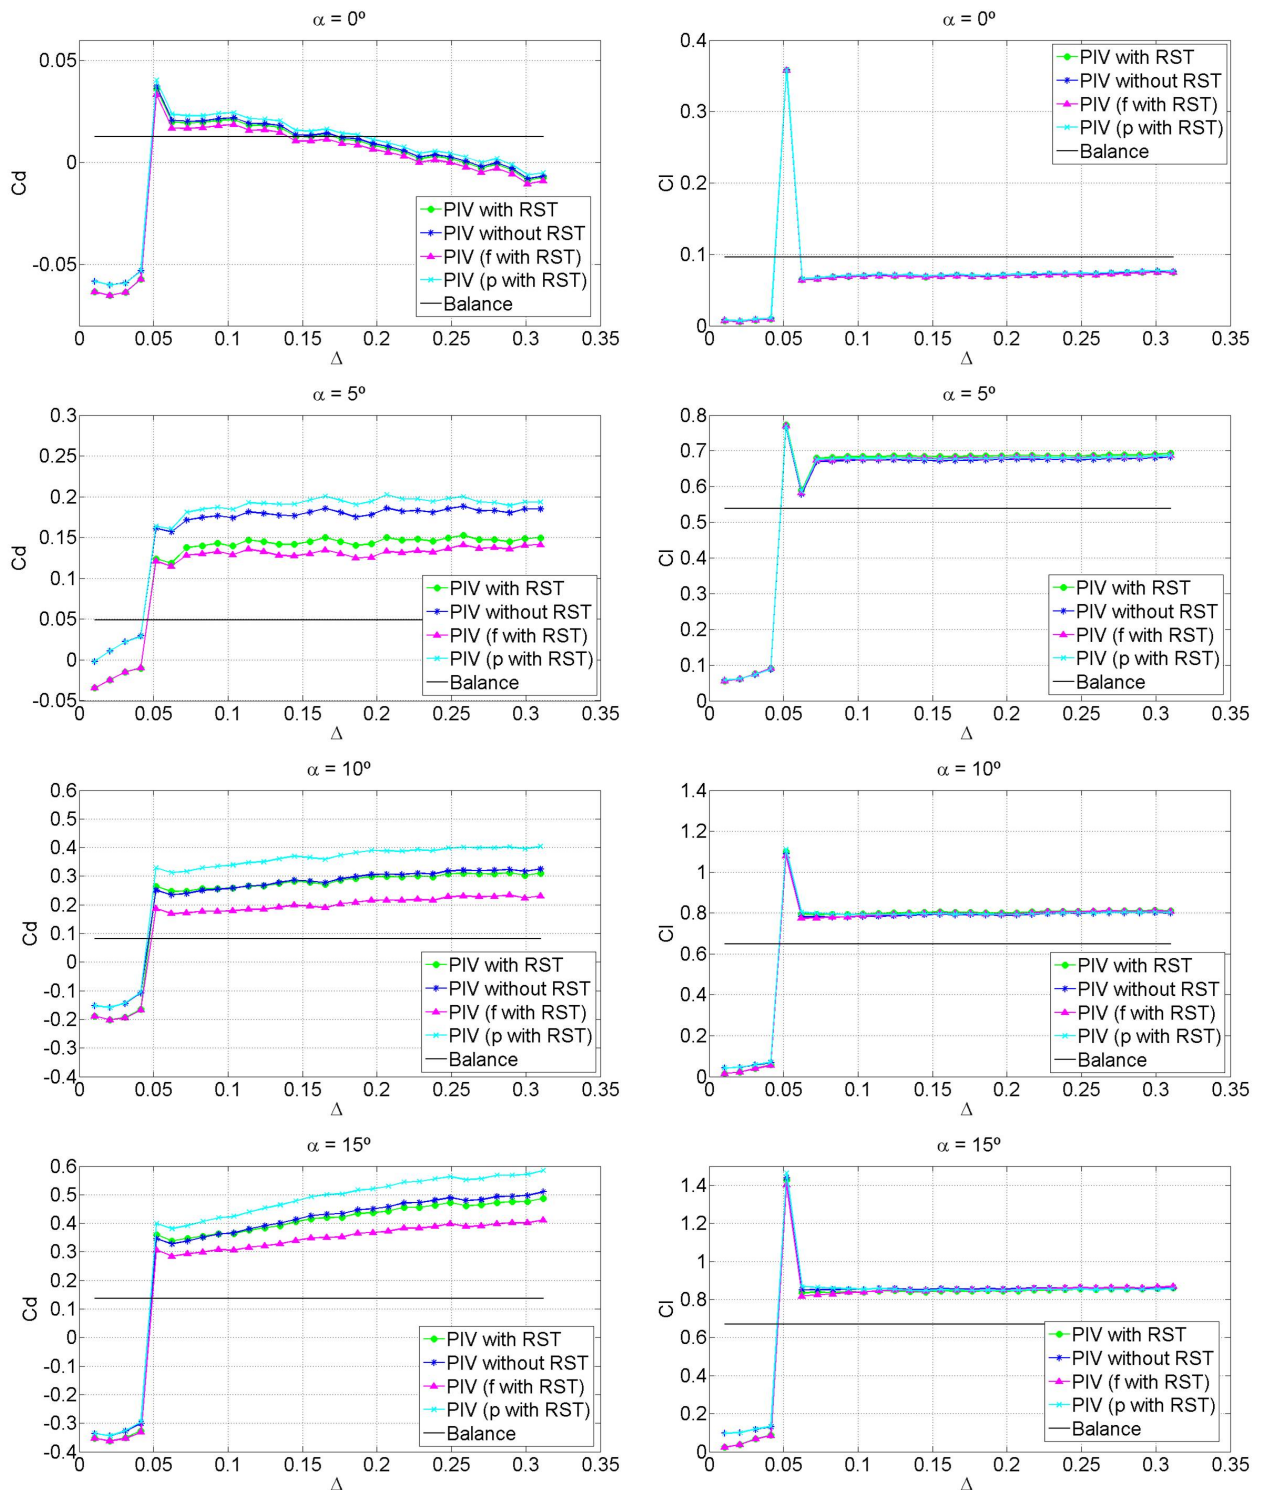 α = 0º
0.05
0
-0.05
Cd
0 0.05 0.1 0.15 0.2 0.25 0.3 0.35
Δ
PIV with RST
PIV without RST
PIV (f with RST)
PIV (p with RST)
Balance
α = 0º
0.4
0.3
0.2
0.1
0
Cl
0 0.05 0.1 0.15 0.2 0.25 0.3 0.35
Δ
PIV with RST
PIV without RST
PIV (f with RST)
PIV (p with RST)
Balance
α = 5º
0.3
0.25
0.2
0.15
0.1
0.05
0
-0.05
Cd
0 0.05 0.1 0.15 0.2 0.25 0.3 0.35
Δ
PIV with RST
PIV without RST
PIV (f with RST)
PIV (p with RST)
Balance
α = 5º
0.8
0.7
0.6
0.5
0.4
0.3
0.2
0.1
0
Cl
0 0.05 0.1 0.15 0.2 0.25 0.3 0.35
Δ
PIV with RST
PIV without RST
PIV (f with RST)
PIV (p with RST)
Balance
α = 10º
0.6
0.5
0.4
0.3
0.2
0.1
0
-0.1
-0.2
-0.3
-0.4
Cd
0 0.05 0.1 0.15 0.2 0.25 0.3 0.35
Δ
PIV with RST
PIV without RST
PIV (f with RST)
PIV (p with RST)
Balance
α = 10º
1.4
1.2
1
0.8
0.6
0.4
0.2
0
Cl
0 0.05 0.1 0.15 0.2 0.25 0.3 0.35
Δ
PIV with RST
PIV without RST
PIV (f with RST)
PIV (p with RST)
Balance
α = 15º
0.6
0.5
0.4
0.3
0.2
0.1
0
-0.1
-0.2
-0.3
-0.4
Cd
0 0.05 0.1 0.15 0.2 0.25 0.3 0.35
Δ
PIV with RST
PIV without RST
PIV (f with RST)
PIV (p with RST)
Balance
α = 15º
1.4
1.2
1
0.8
0.6
0.4
0.2
0
Cl
0 0.05 0.1 0.15 0.2 0.25 0.3 0.35
Δ
PIV with RST
PIV without RST
PIV (f with RST)
PIV (p with RST)
Balance